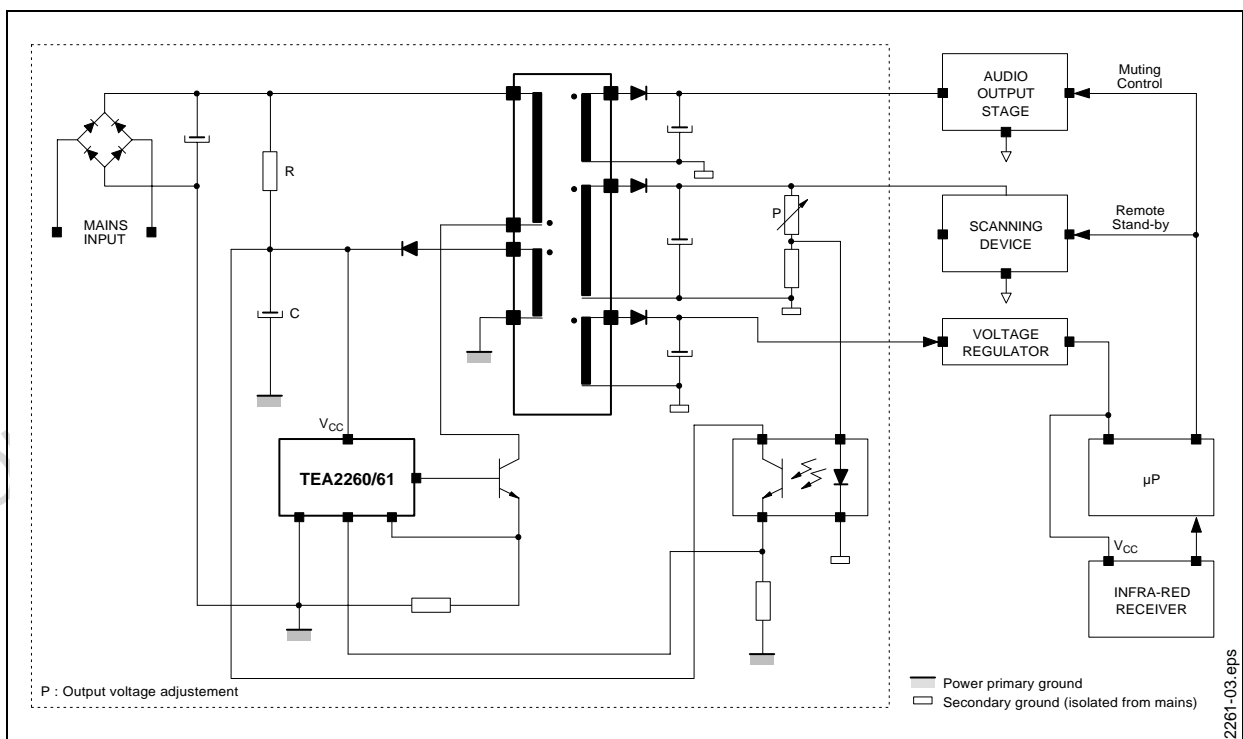 AUDIO
OUTPUT
STAGE
Muting
Control
R
MAINS
INPUT
P
SCANNING
DEVICE
Remote
Stand-by
C
VOLTAGE
REGULATOR
VCC
TEA2260/61
µP
VCC
INFRA-RED
RECEIVER
P : Output voltage adjustement
Power primary ground
Secondary ground (isolated from mains)
2261-03.eps